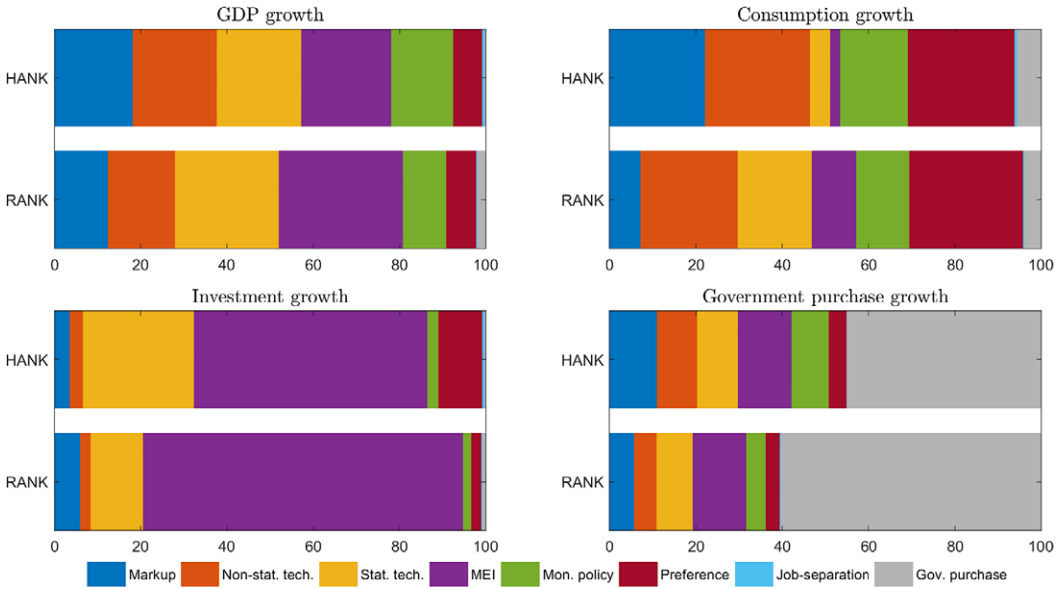 GDP growth
HANK
RANK
0 20 40 60 80 100
Consumption growth
HANK
RANK
0 20 40 60 80 100
Investment growth
HANK
RANK
0 20 40 60 80 100
Government purchase growth
HANK
RANK
0 20 40 60 80 100
Markup Non-stat. tech. Stat. tech. MEI Mon. policy Preference Job-separation Gov. purchase